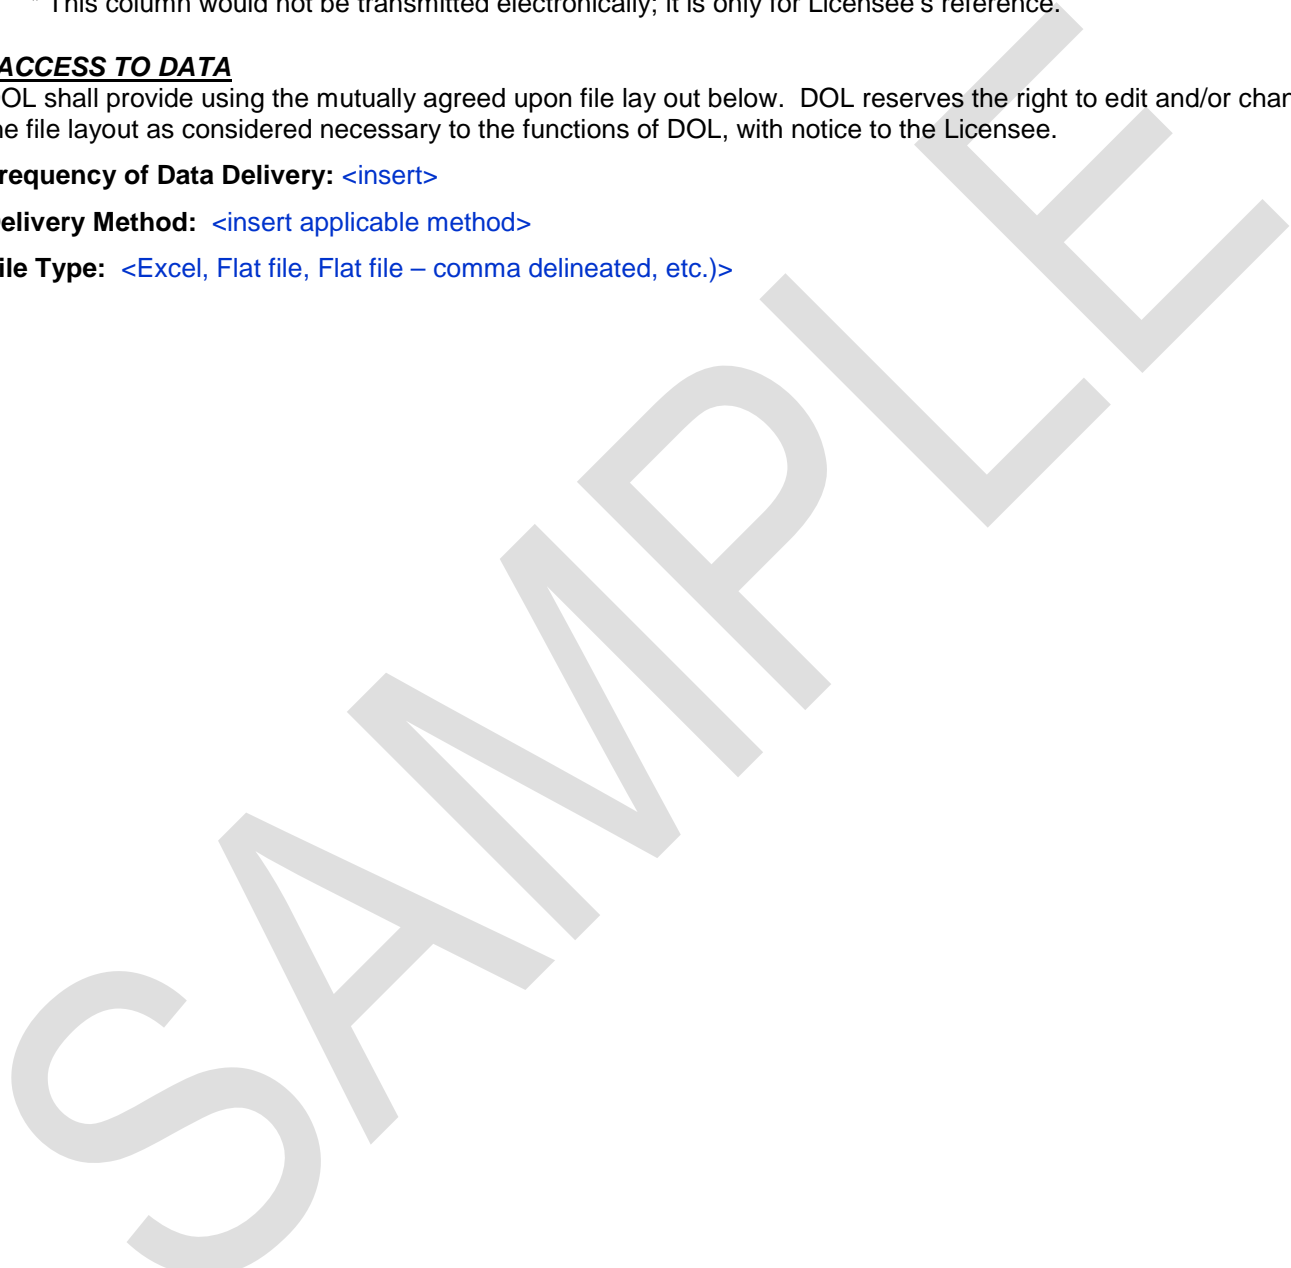 * This column would not be transmitted electronically; it is only for Licensee's reference.
ACCESS TO DATA
OL shall provide using the mutually agreed upon file lay out below. DOL reserves the right to edit and/or chan
e file layout as considered necessary to the functions of DOL, with notice to the Licensee.
requency of Data Delivery: <insert>
elivery Method: <insert applicable method>
ile Type: <Excel, Flat file, Flat file – comma delineated, etc.)>
SAMPLE